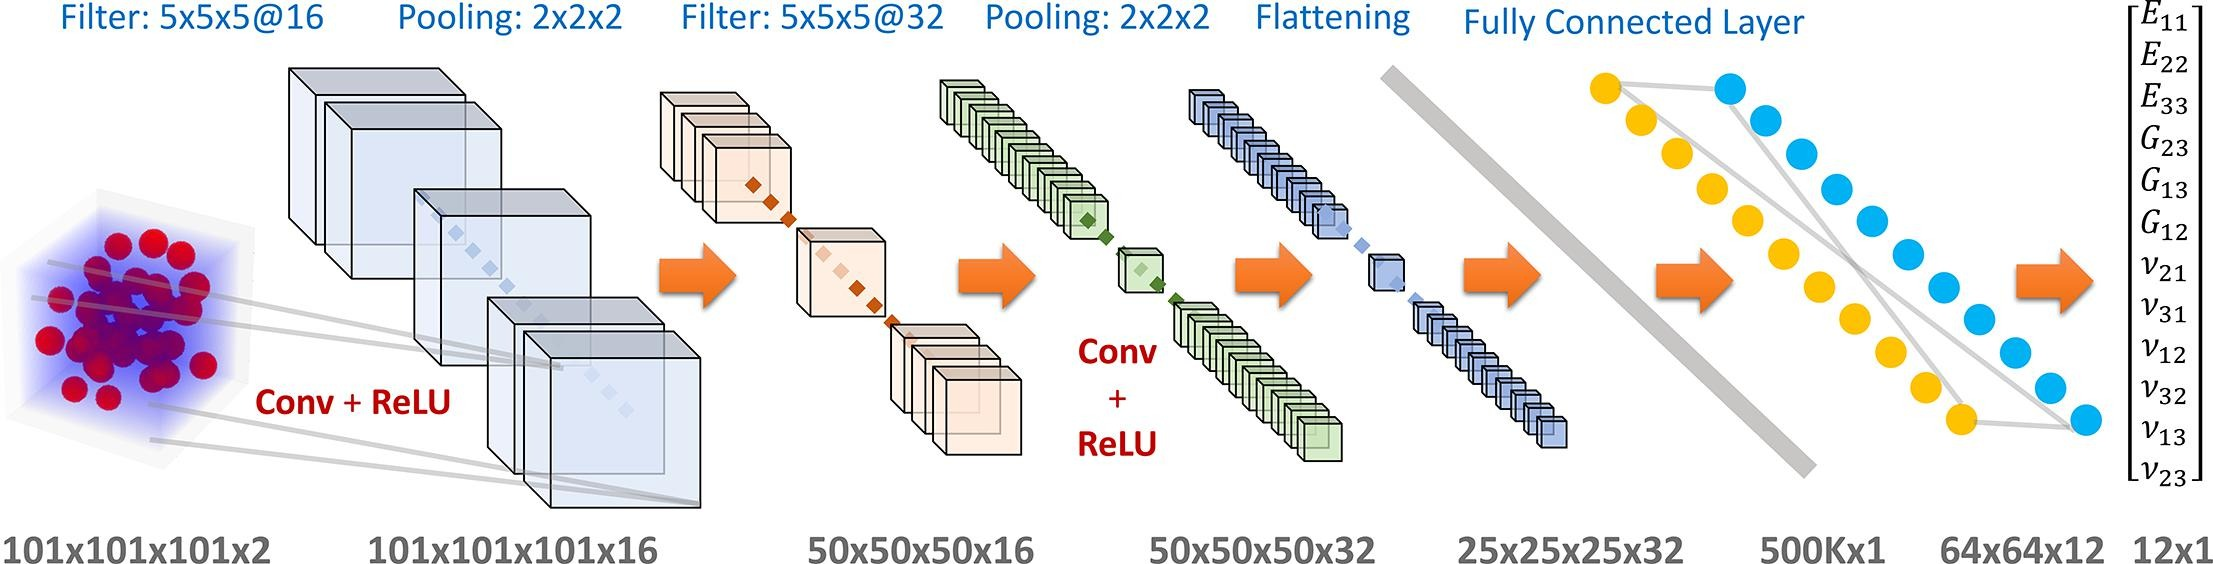 Filter: 5x5x5@16
Pooling: 2x2x2
Filter: 5x5x5@32
Pooling: 2x2x2
Flattening
Fully Connected Layer
Conv + ReLU
Conv
+
ReLU
E₁₁
E₂₂
E₃₃
G₂₃
G₁₃
G₁₂
ν₂₁
ν₃₁
ν₁₂
ν₃₂
ν₁₃
ν₂₃
101x101x101x2
101x101x101x16
50x50x50x16
50x50x50x32
25x25x25x32
500Kx1
64x64x12
12x1